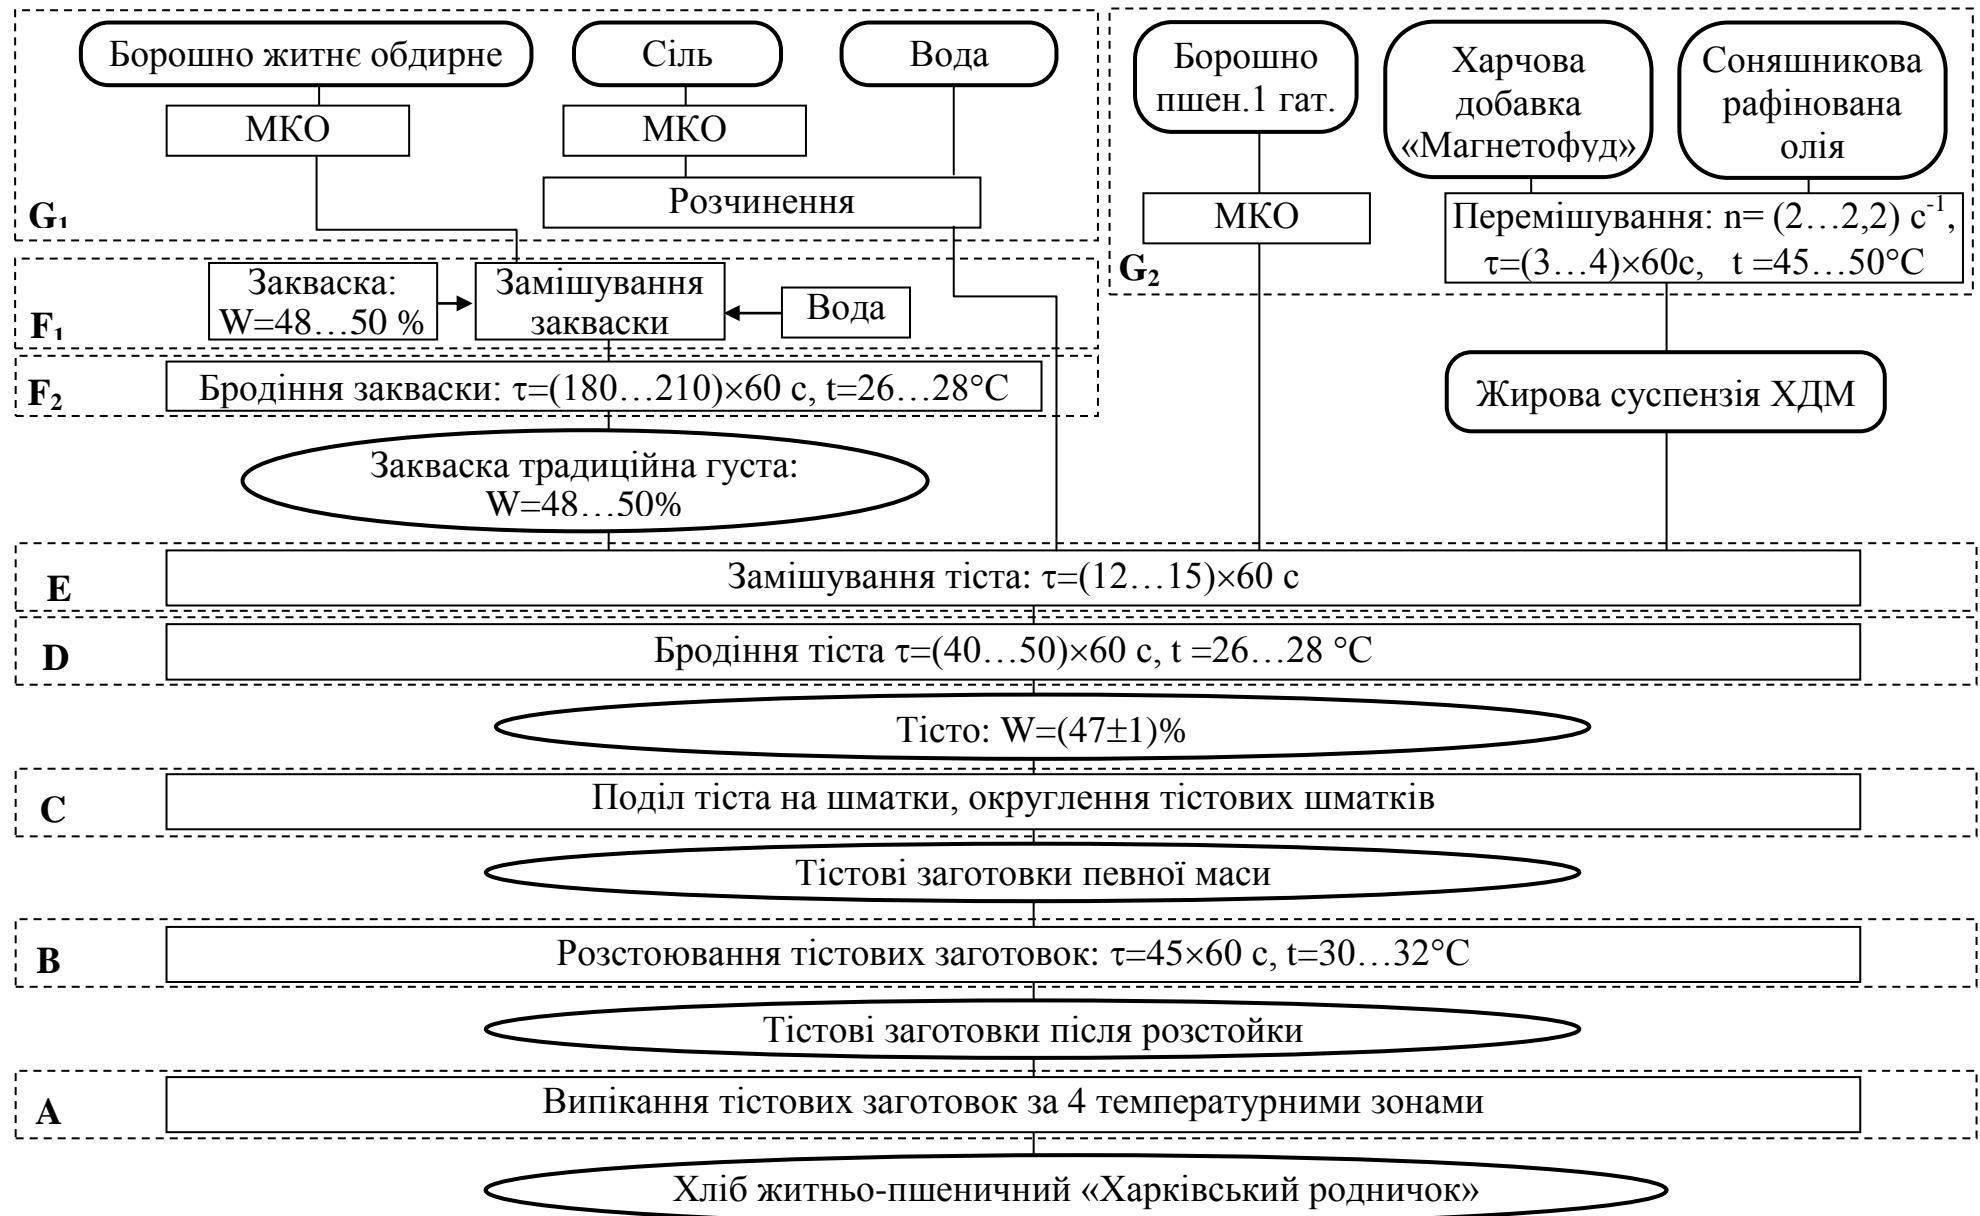 Борошно житнє обдирне
Сіль
Вода
МКО
МКО
Розчинення
G₁
Борошно
пшен.1 гат.
Харчова
добавка
«Магнетофуд»
Соняшникова
рафінована
олія
МКО
Перемішування: n= (2…2,2) с⁻¹,
τ=(3…4)×60с, t =45…50°С
G₂
Закваска:
W=48…50 %
Замішування
закваски
Вода
F₁
F₂
Бродіння закваски: τ=(180…210)×60 с, t=26…28°С
Жирова суспензія ХДМ
Закваска традиційна густа:
W=48…50%
E
Замішування тіста: τ=(12…15)×60 с
D
Бродіння тіста τ=(40…50)×60 с, t =26…28 °С
Тісто: W=(47±1)%
C
Поділ тіста на шматки, округлення тістових шматків
Тістові заготовки певної маси
B
Розстоювання тістових заготовок: τ=45×60 с, t=30…32°С
Тістові заготовки після розстойки
A
Випікання тістових заготовок за 4 температурними зонами
Хліб житньо-пшеничний «Харківський родничок»